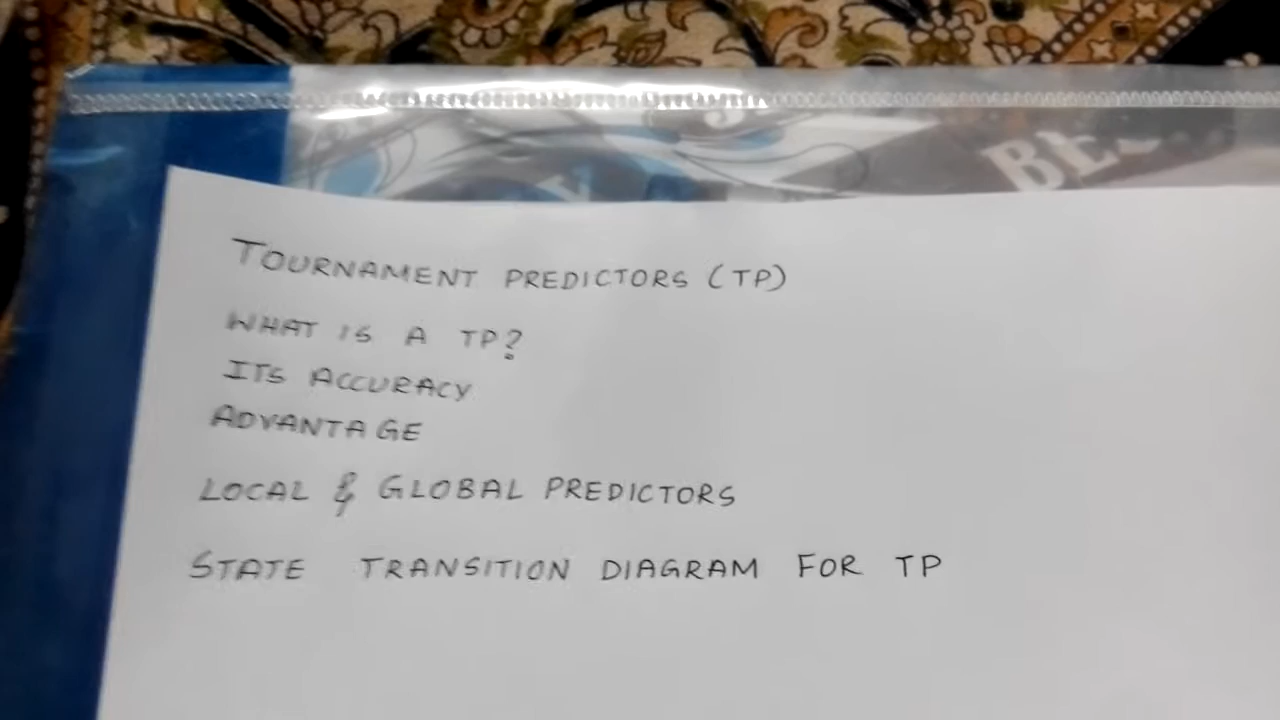 TOURNAMENT PREDICTORS (TP)
WHAT IS A TP?
ITS ACCURACY
ADVANTAGE
LOCAL & GLOBAL PREDICTORS
STATE TRANSITION DIAGRAM FOR TP